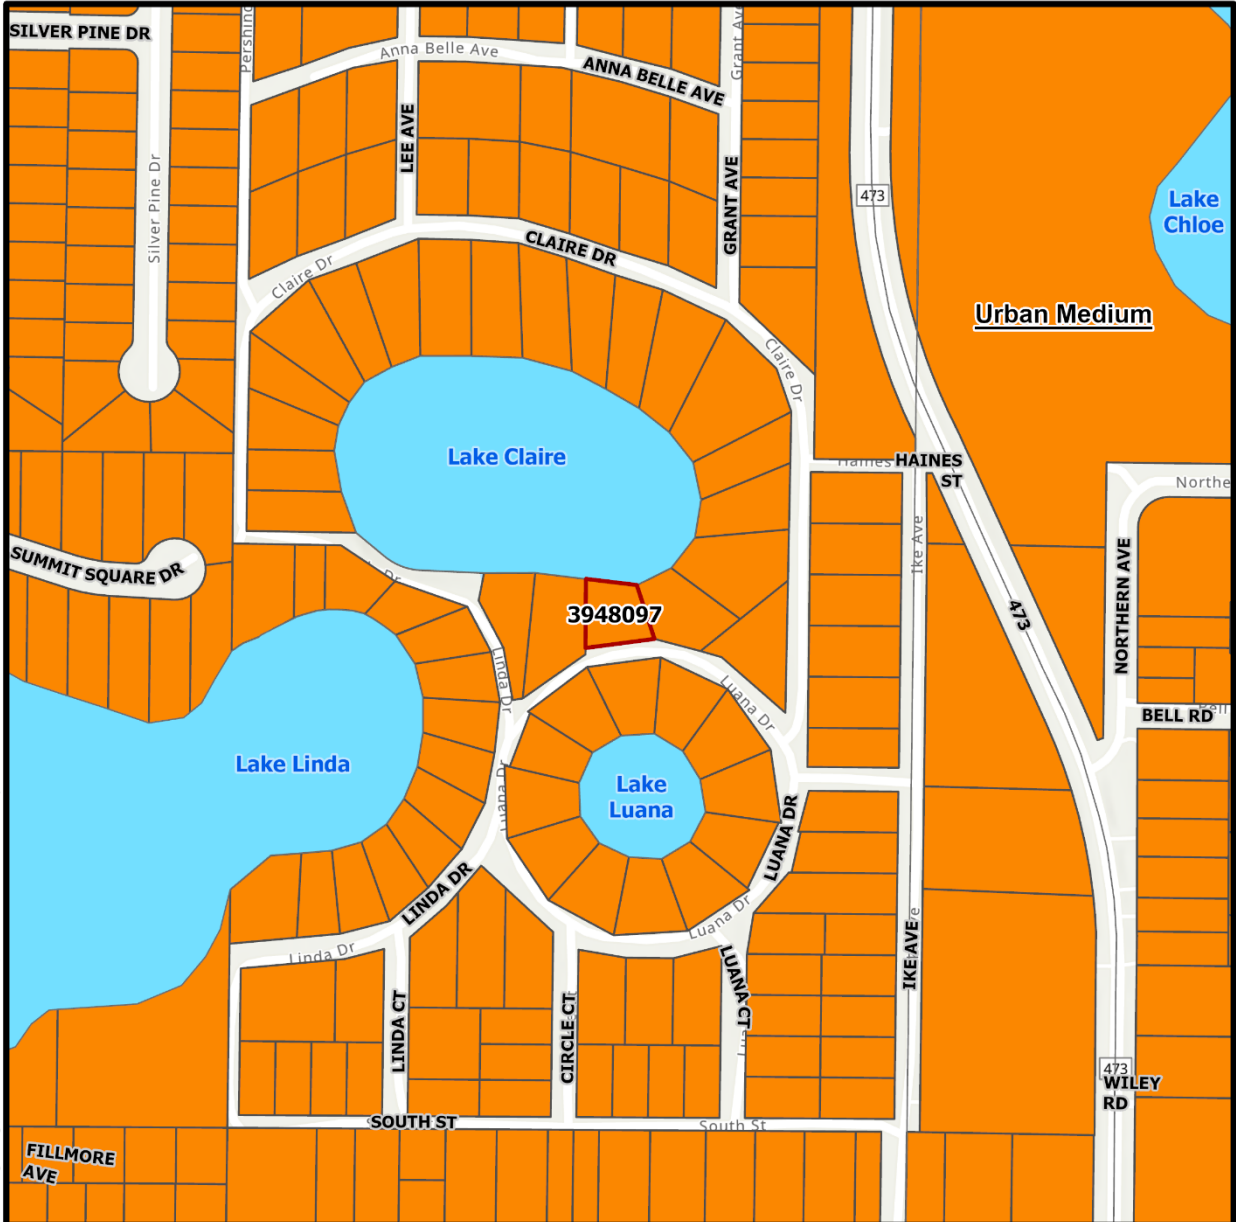 SILVER PINE DR
Pershing
Anna Belle Ave
Grant Ave
ANNA BELLE AVE
LEE AVE
Silver Pine Dr
GRANT AVE
473
Lake
Chloe
CLAIRE DR
Claire Dr
Urban Medium
Claire Dr
Lake Claire
HAINES
ST
Northe
SUMMIT SQUARE DR
Ike Ave
NORTHERN AVE
3948097
473
Linda Dr
Luana Dr
BELL RD
Lake Linda
Lake
Luana
Luana Dr
LUANA DR
LINDA DR
Luana Dr
Linda Dr
IKE AVE
LUANA CT
LINDA CT
CIRCLE CT
473
WILEY
RD
SOUTH ST
South St
FILLMORE
AVE